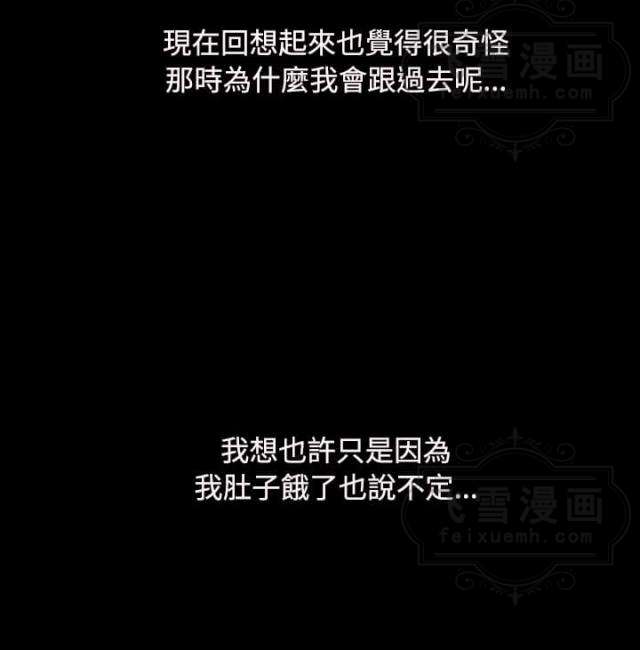 現在回想起來也覺得很奇怪
那時為什麼我會跟過去呢...
飞雪漫画
feixuemh.com
我想也許只是因為
我肚子餓了也說不定...
飞雪漫画
feixuemh.com